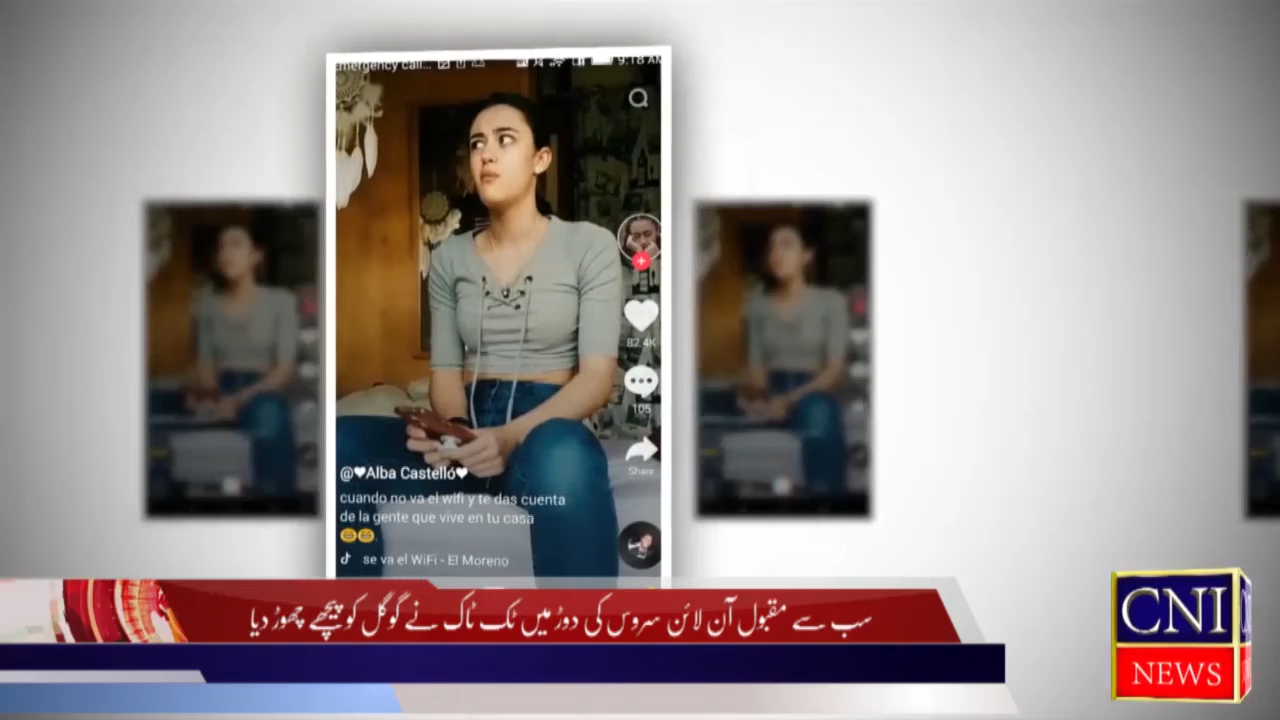 Emergency call... 9:18 AM
82.4K
105
Share
@♥Alba Castelló♥
cuando no va el wifi y te das cuenta
de la gente que vive en tu casa
😂😂.
se va el WiFi - El Moreno
سب سے مقبول آن لائن سروس کی دوڑ میں ٹک ٹاک نے گوگل کو پیچھے چھوڑ دیا
CNI
NEWS